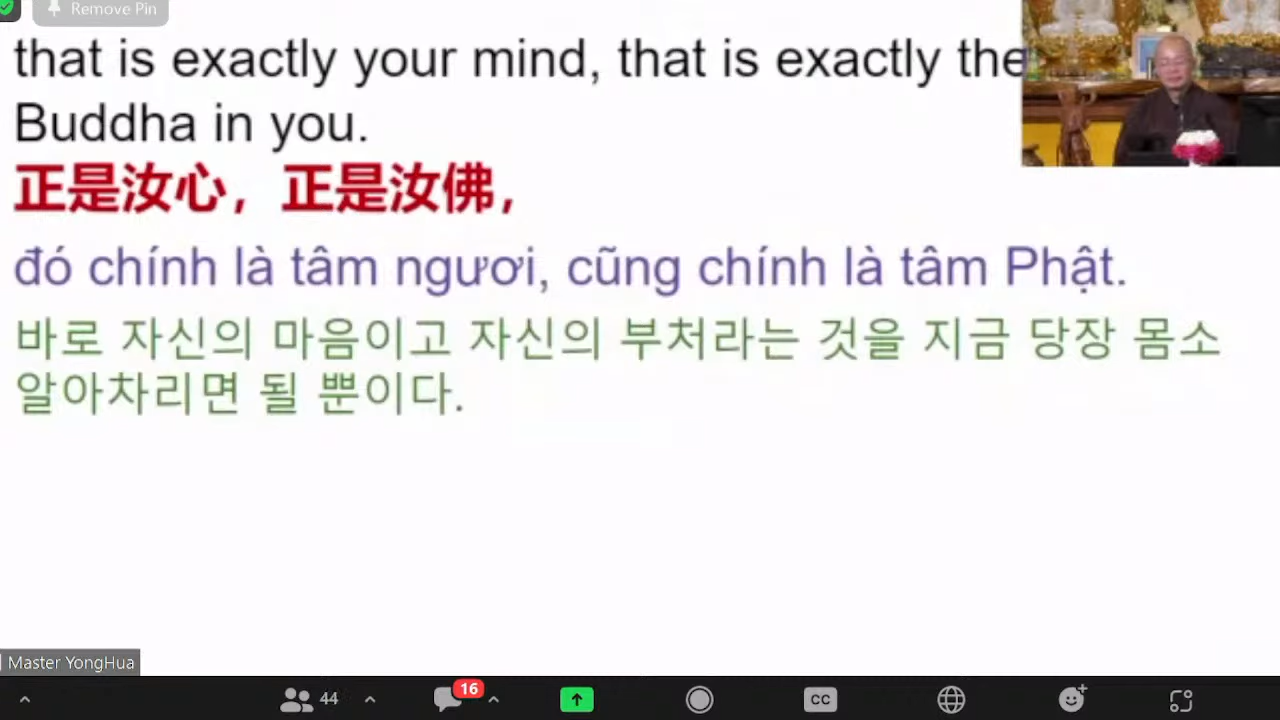 Remove Pin
that is exactly your mind, that is exactly the
Buddha in you.
正是汝心，正是汝佛，
đó chính là tâm ngươi, cũng chính là tâm Phật.
바로 자신의 마음이고 자신의 부처라는 것을 지금 당장 몸소
알아차리면 될 뿐이다.
Master YongHua
44
16
CC